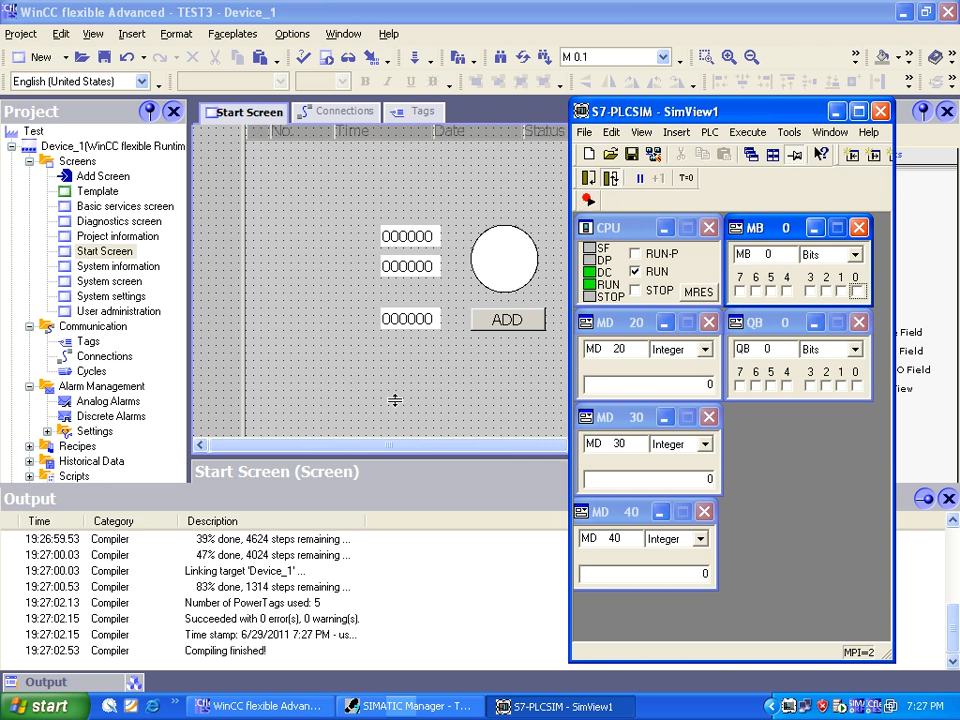 WinCC flexible Advanced - TEST3 - Device_1
Project Edit View Insert Format Faceplates Options Window Help
New M 0.1
English (United States) B I U B
Project
Test
Device_1(WinCC flexible Runtim
Screens
Add Screen
Template
Basic services screen
Diagnostics screen
Project information
Start Screen
System information
System screen
System settings
User administration
Communication
Tags
Connections
Cycles
Alarm Management
Analog Alarms
Discrete Alarms
Settings
Recipes
Historical Data
Scripts
Start Screen Connections Tags
No. Time Date Status
000000
000000
000000 ADD
Start Screen (Screen)
S7-PLCSIM - SimView1
File Edit View Insert PLC Execute Tools Window Help
+1 T=0
CPU
SF
DP
DC
RUN
STOP
RUN-P
RUN
STOP MRES
MB 0
MB 0 Bits
7 6 5 4 3 2 1 0
MD 20
MD 20 Integer
0
QB 0
QB 0 Bits
7 6 5 4 3 2 1 0
MD 30
MD 30 Integer
0
MD 40
MD 40 Integer
0
MPI=2
Field
Field
O Field
View
Output
Time Category Description
19:26:59.53 Compiler 39% done, 4624 steps remaining ...
19:27:00.03 Compiler 47% done, 4024 steps remaining ...
19:27:00.03 Compiler Linking target 'Device_1' ...
19:27:00.53 Compiler 83% done, 1314 steps remaining ...
19:27:02.13 Compiler Number of PowerTags used: 5
19:27:02.15 Compiler Succeeded with 0 error(s), 0 warning(s).
19:27:02.15 Compiler Time stamp: 6/29/2011 7:27 PM - us...
19:27:02.53 Compiler Compiling finished!
Output
start WinCC flexible Advan... SIMATIC Manager - T... S7-PLCSIM - SimView1 7:27 PM